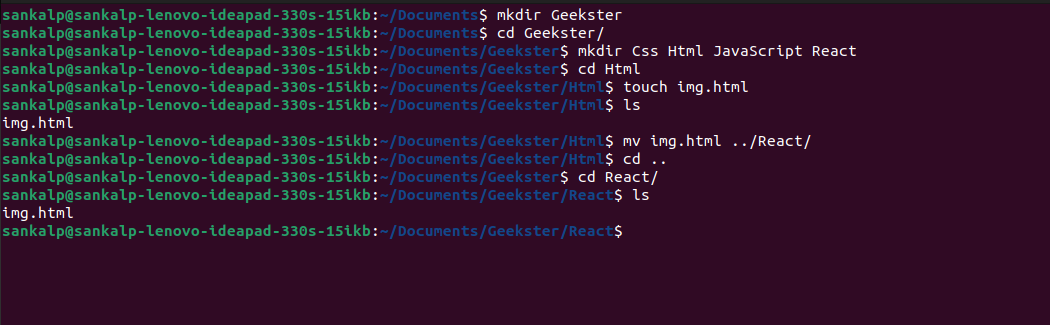 sankalp@sankalp-lenovo-ideapad-330s-15ikb:~/Documents$ mkdir Geekster
sankalp@sankalp-lenovo-ideapad-330s-15ikb:~/Documents$ cd Geekster/
sankalp@sankalp-lenovo-ideapad-330s-15ikb:~/Documents/Geekster$ mkdir Css Html JavaScript React
sankalp@sankalp-lenovo-ideapad-330s-15ikb:~/Documents/Geekster$ cd Html
sankalp@sankalp-lenovo-ideapad-330s-15ikb:~/Documents/Geekster/Html$ touch img.html
sankalp@sankalp-lenovo-ideapad-330s-15ikb:~/Documents/Geekster/Html$ ls
img.html
sankalp@sankalp-lenovo-ideapad-330s-15ikb:~/Documents/Geekster/Html$ mv img.html ../React/
sankalp@sankalp-lenovo-ideapad-330s-15ikb:~/Documents/Geekster/Html$ cd ..
sankalp@sankalp-lenovo-ideapad-330s-15ikb:~/Documents/Geekster$ cd React/
sankalp@sankalp-lenovo-ideapad-330s-15ikb:~/Documents/Geekster/React$ ls
img.html
sankalp@sankalp-lenovo-ideapad-330s-15ikb:~/Documents/Geekster/React$